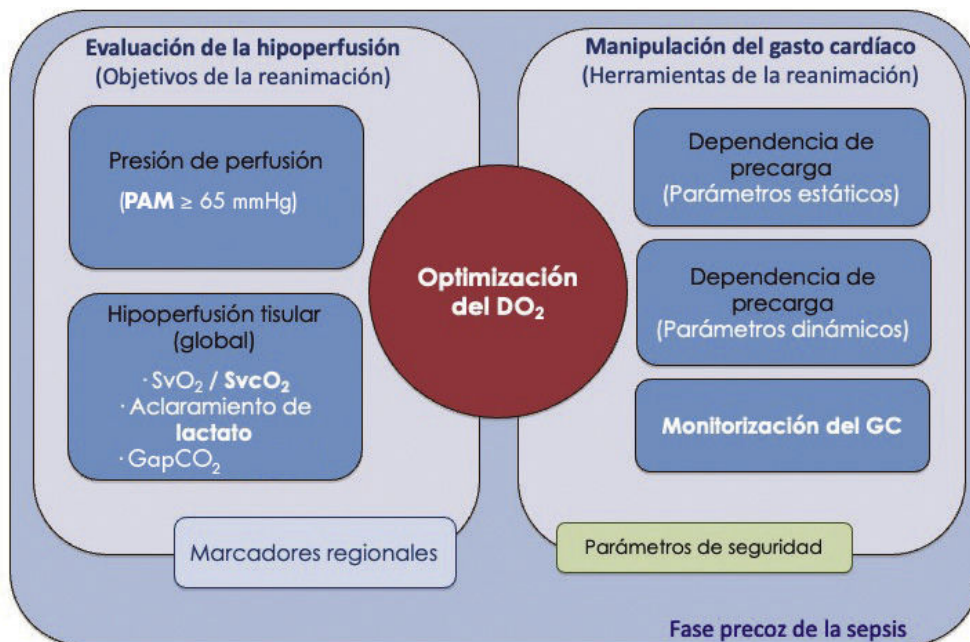 Evaluación de la hipoperfusión
(Objetivos de la reanimación)
Presión de perfusión
(PAM ≥ 65 mmHg)
Hipoperfusión tisular
(global)
· SvO₂ / SvcO₂
· Aclaramiento de
lactato
· GapCO₂
Marcadores regionales
Optimización
del DO₂
Manipulación del gasto cardíaco
(Herramientas de la reanimación)
Dependencia de
precarga
(Parámetros estáticos)
Dependencia de
precarga
(Parámetros dinámicos)
Monitorización del GC
Parámetros de seguridad
Fase precoz de la sepsis